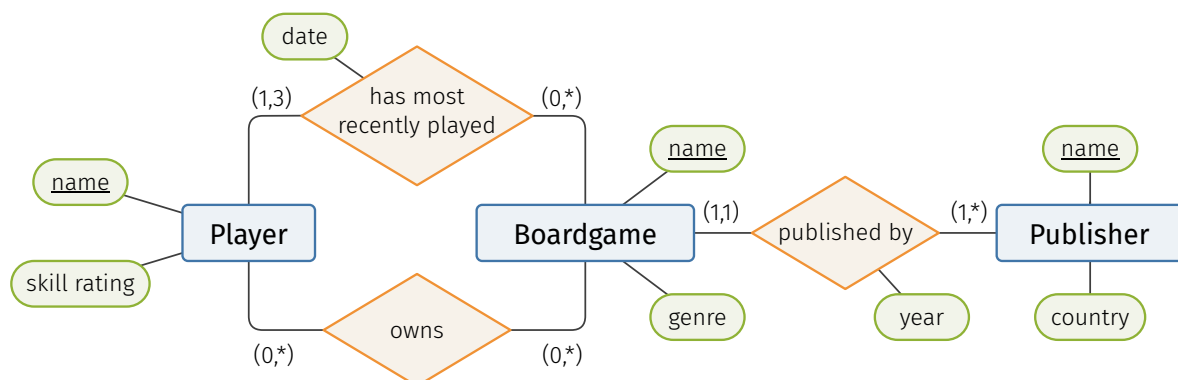 date
(1,3)
has most
recently played
(0,*)
name
name
name
Player
Boardgame
(1,1)
published by
(1,*)
Publisher
skill rating
owns
genre
year
country
(0,*)
(0,*)